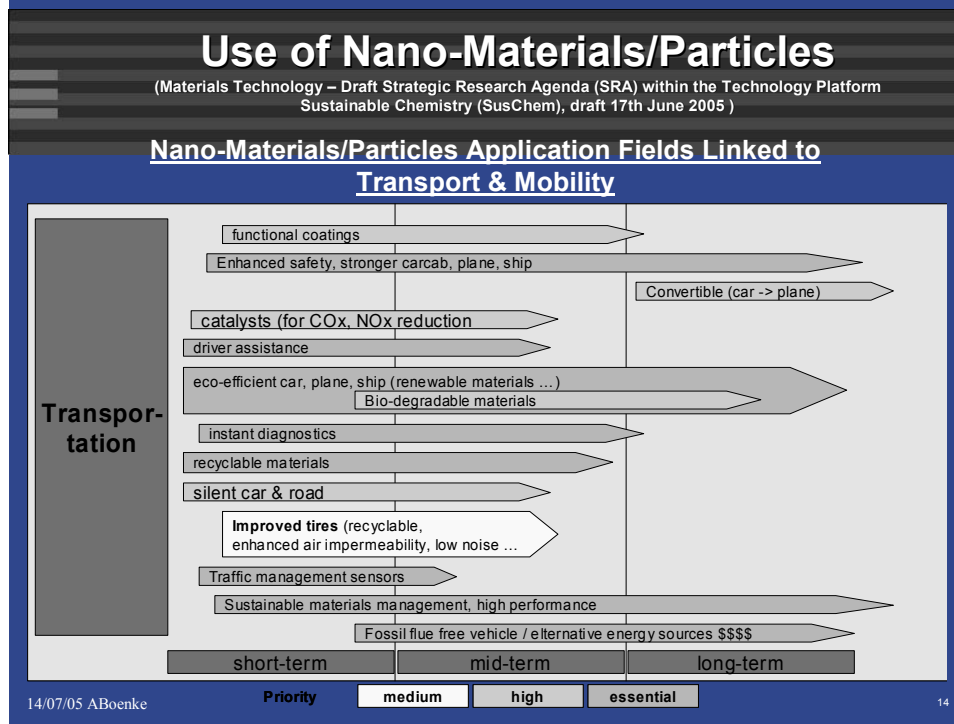 Use of Nano-Materials/Particles
(Materials Technology – Draft Strategic Research Agenda (SRA) within the Technology Platform
Sustainable Chemistry (SusChem), draft 17th June 2005 )
Nano-Materials/Particles Application Fields Linked to
Transport & Mobility
functional coatings
Enhanced safety, stronger carcab, plane, ship
Convertible (car -> plane)
catalysts (for COx, NOx reduction
driver assistance
eco-efficient car, plane, ship (renewable materials …)
Bio-degradable materials
Transpor-
tation
instant diagnostics
recyclable materials
silent car & road
Improved tires (recyclable,
enhanced air impermeability, low noise …
Traffic management sensors
Sustainable materials management, high performance
Fossil flue free vehicle / elternative energy sources $$$$
short-term mid-term long-term
Priority medium high essential
14/07/05 ABoenke
14